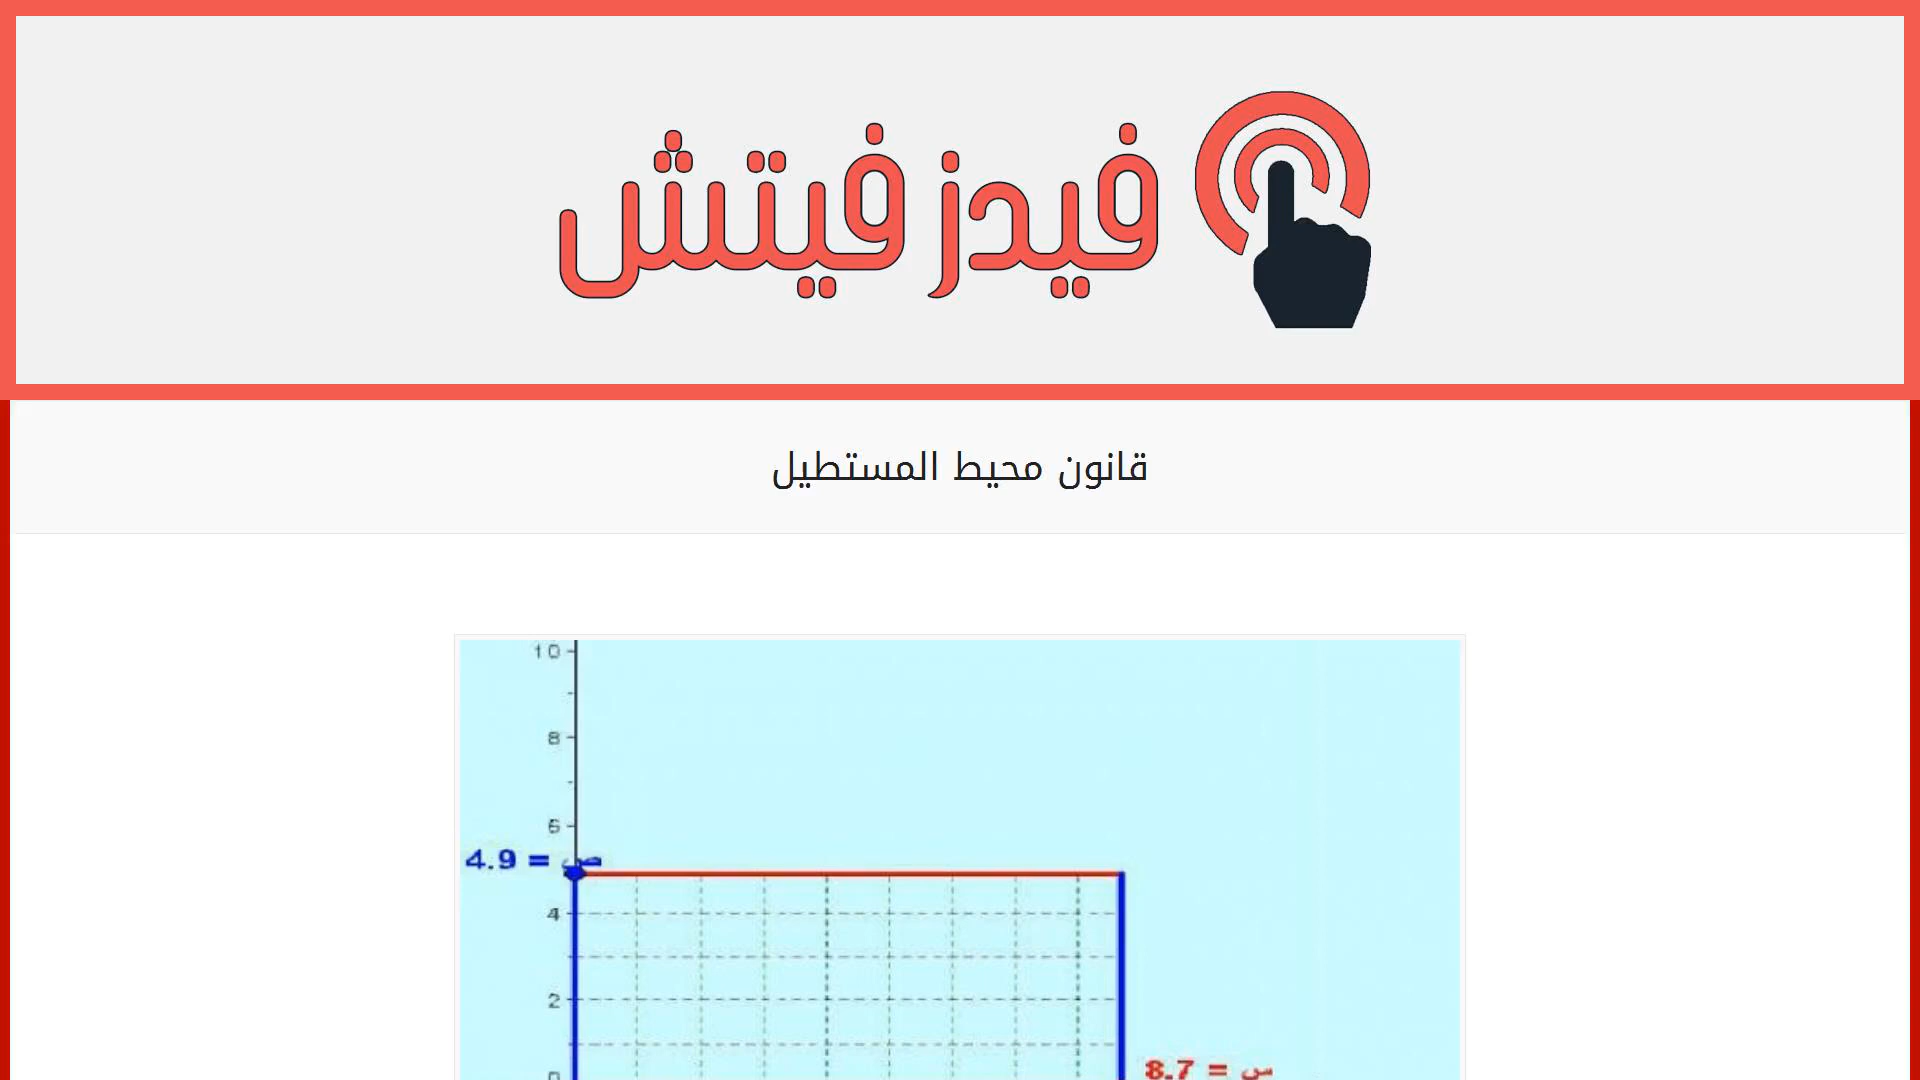 فيدز فيتش
قانون محيط المستطيل
10
8
6
ص = 4.9
4
2
0
س = 8.7